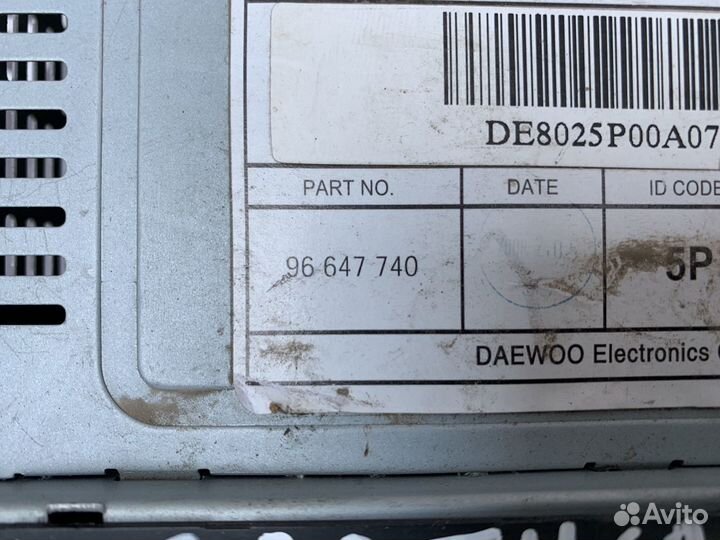 DE8025P00A07
PART NO. DATE ID CODE
96 647 740 5P
DAEWOO Electronics
Avito